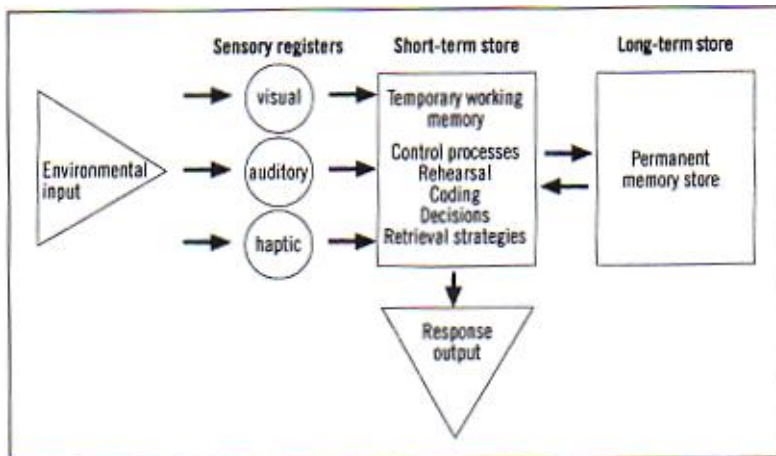 Sensory registers
Short-term store
Long-term store
Environmental
input
visual
auditory
haptic
Temporary working
memory
Control processes
Rehearsal
Coding
Decisions
Retrieval strategies
Permanent
memory store
Response
output